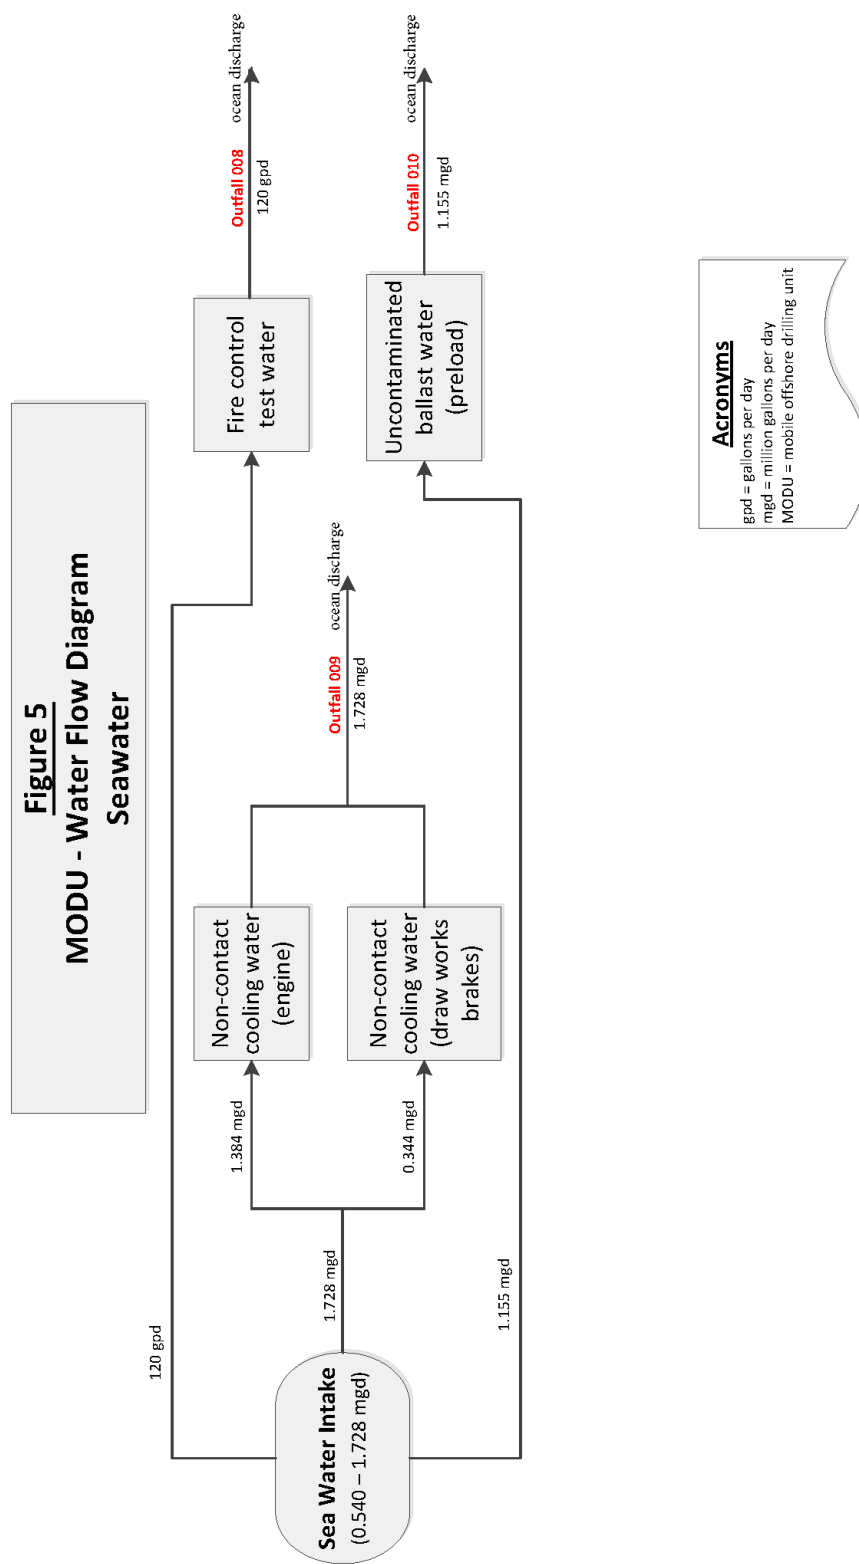 Figure 5
MODU - Water Flow Diagram
Seawater
120 gpd
Fire control
test water
Outfall 008
ocean discharge
120 gpd
Sea Water Intake
(0.540 – 1.728 mgd)
1.728 mgd
1.384 mgd
Non-contact
cooling water
(engine)
0.344 mgd
Non-contact
cooling water
(draw works
brakes)
Outfall 009
ocean discharge
1.728 mgd
1.155 mgd
Uncontaminated
ballast water
(preload)
Outfall 010
ocean discharge
1.155 mgd
Acronyms
gpd = gallons per day
mgd = million gallons per day
MODU = mobile offshore drilling unit